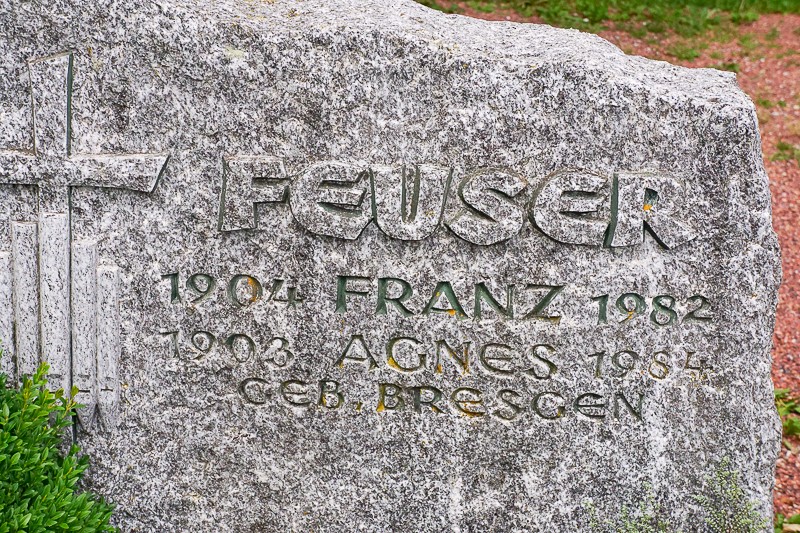 FEUSER
1904 FRANZ 1982
1903 AGNES 1984
GEB. BRESGEN